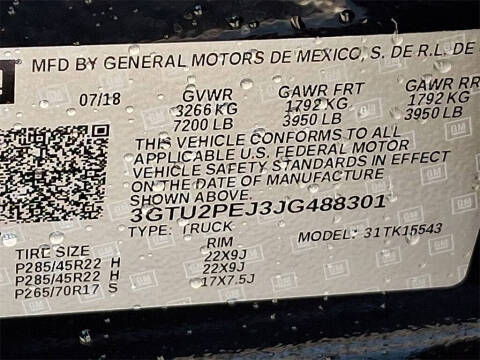 MFD BY GENERAL MOTORS DE MEXICO, S. DE R.L. DE
07/18 GVWR GAWR FRT GAWR RR
3266 KG 1792 KG 1792 KG
7200 LB 3950 LB 3950 LB
THIS VEHICLE CONFORMS TO ALL
APPLICABLE U.S. FEDERAL MOTOR
VEHICLE SAFETY STANDARDS IN EFFECT
ON THE DATE OF MANUFACTURE
SHOWN ABOVE.
3GTU2PEJ3JG488301
TYPE: TRUCK MODEL: 31TK15543
TIRE SIZE RIM
P285/45R22 H 22X9J
P285/45R22 H 22X9J
P265/70R17 S 17X7.5J